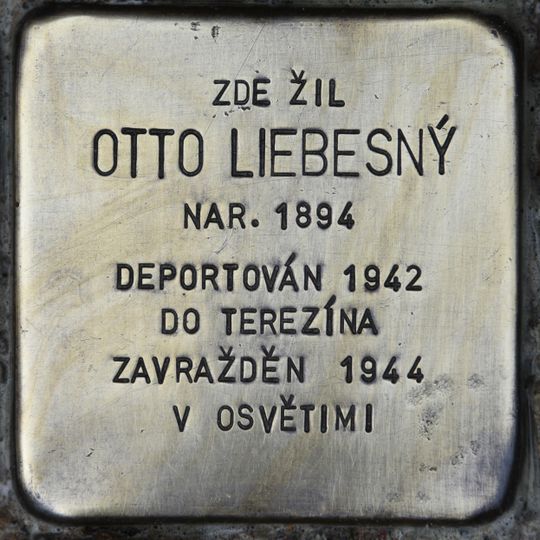 ZDE ŽIL
OTTO LIEBESNÝ
NAR. 1894
DEPORTOVÁN 1942
DO TEREZÍNA
ZAVRAŽDĚN 1944
V OSVĚTIMI